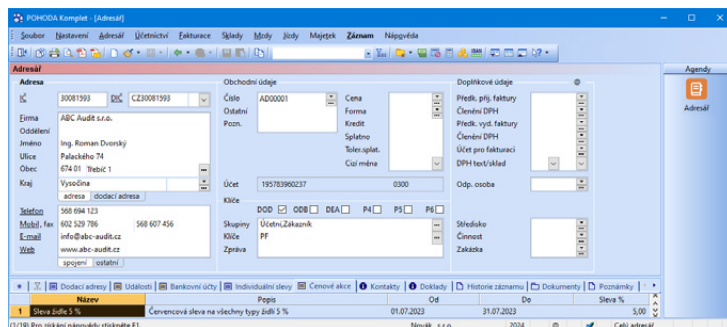 POHODA Komplet - [Adresář]
Soubor Nastavení Adresář Účetnictví Fakturace Sklady Mzdy Jízdy Majetek Záznam Nápověda
Adresář
Agendy
Adresář
Adresa
IČ 30081593 DIČ CZ30081593
Firma ABC Audit s.r.o.
Oddělení
Jméno Ing. Roman Dvorský
Ulice Palackého 74
Obec 674 01 Třebíč 1
Kraj Vysočina
adresa dodací adresa
Telefon 568 694 123
Mobil, fax 602 529 786 568 607 456
E-mail info@abc-audit.cz
Web www.abc-audit.cz
spojení ostatní
Obchodní údaje
Číslo AD00001 Cena
Ostatní Forma
Pozn. Kredit
Splatno
Toler.splat.
Cizí měna
Účet 195783960237 0300
Klíče
DOD ODB DEA P4 P5 P6
Skupiny Účetní,Zákazník
Klíče PF
Zpráva
Doplňkové údaje
Předk. přij. faktury
Členění DPH
Předk. vyd. faktury
Členění DPH
Účet pro fakturaci
DPH text/sklad
Odp. osoba
Středisko
Činnost
Zakázka
Dodací adresy Události Bankovní účty Individuální slevy Cenové akce Kontakty Doklady Historie záznamu Dokumenty Poznámky
Název Popis Od Do Sleva %
1 Sleva židle 5 % Červencová sleva na všechny typy židlí 5 % 01.07.2023 31.07.2023 5,00
(1/19) Pro získání nápovědy stiskněte F1. Novák s.r.o. 2024 @ Celý adresář